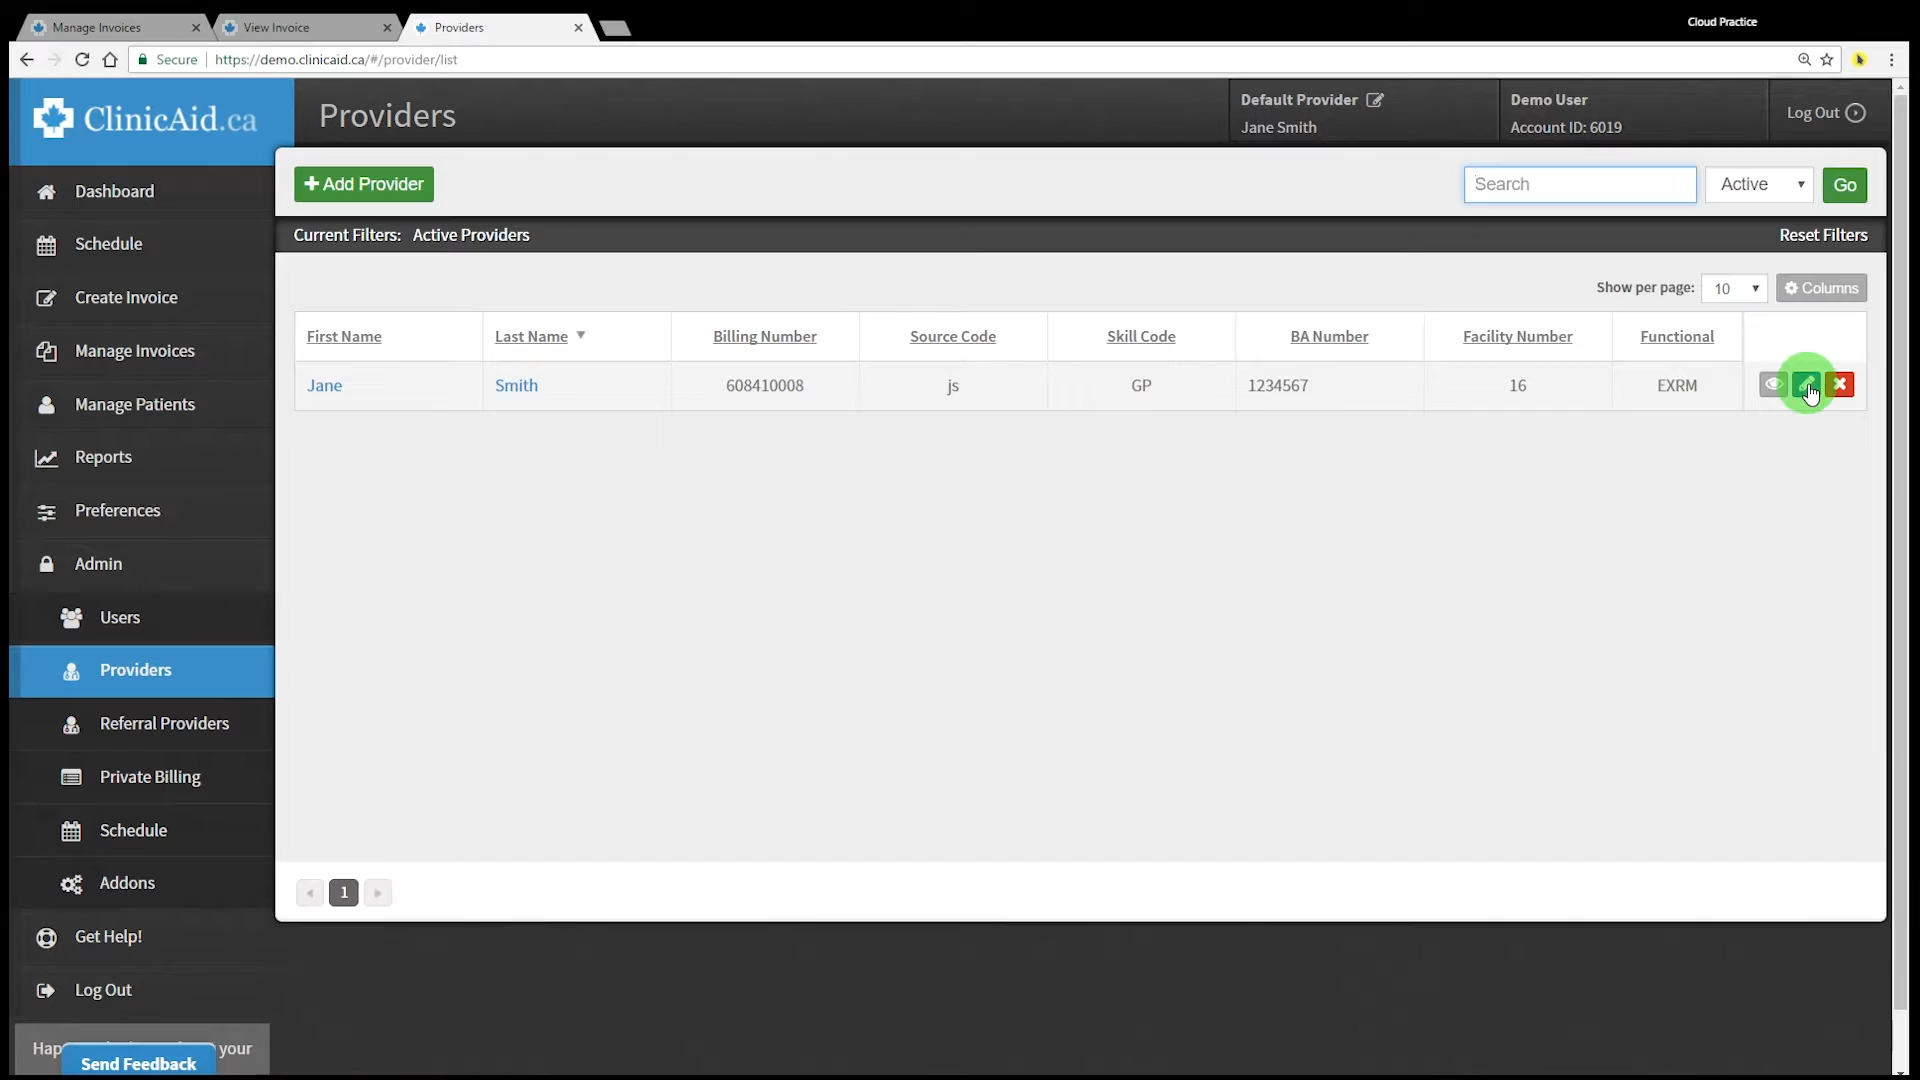 Manage Invoices
View Invoice
Providers
Cloud Practice
Secure
https://demo.clinicaid.ca/#/provider/list
ClinicAid.ca
Providers
Default Provider
Jane Smith
Demo User
Account ID: 6019
Log Out
Dashboard
Schedule
Create Invoice
Manage Invoices
Manage Patients
Reports
Preferences
Admin
Users
Providers
Referral Providers
Private Billing
Schedule
Addons
Get Help!
Log Out
your
Send Feedback
Add Provider
Search
Active
Go
Current Filters: Active Providers
Reset Filters
Show per page: 10
Columns
First Name Last Name Billing Number Source Code Skill Code BA Number Facility Number Functional
Jane Smith 608410008 js GP 1234567 16 EXRM
1